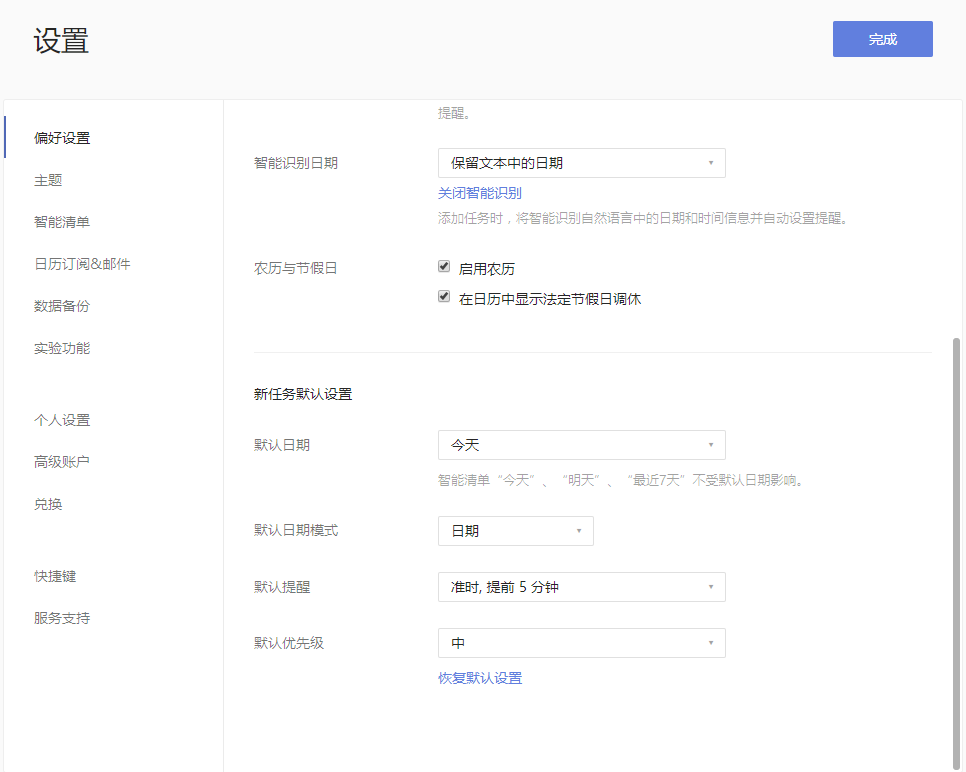 设置
完成
偏好设置
主题
智能清单
日历订阅&邮件
数据备份
实验功能
个人设置
高级账户
兑换
快捷键
服务支持
提醒。
智能识别日期
保留文本中的日期
关闭智能识别
添加任务时，将智能识别自然语言中的日期和时间信息并自动设置提醒。
农历与节假日
启用农历
在日历中显示法定节假日调休
新任务默认设置
默认日期
今天
智能清单“今天”、“明天”、“最近7天”不受默认日期影响。
默认日期模式
日期
默认提醒
准时, 提前 5 分钟
默认优先级
中
恢复默认设置